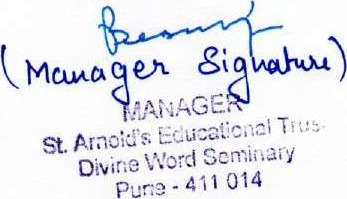 (Manager Signature)
MANAGER
St. Arnold's Educational Trus
Divine Word Seminary
Pune - 411 014